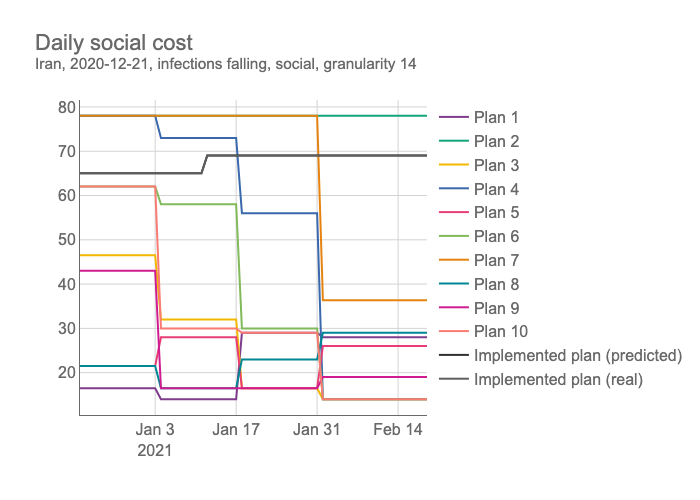 Daily social cost
Iran, 2020-12-21, infections falling, social, granularity 14
80
70
60
50
40
30
20
Jan 3
2021
Jan 17
Jan 31
Feb 14
Plan 1
Plan 2
Plan 3
Plan 4
Plan 5
Plan 6
Plan 7
Plan 8
Plan 9
Plan 10
Implemented plan (predicted)
Implemented plan (real)